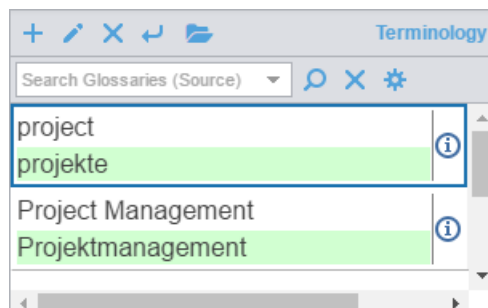 Terminology
Search Glossaries (Source)
project
projekte
Project Management
Projektmanagement